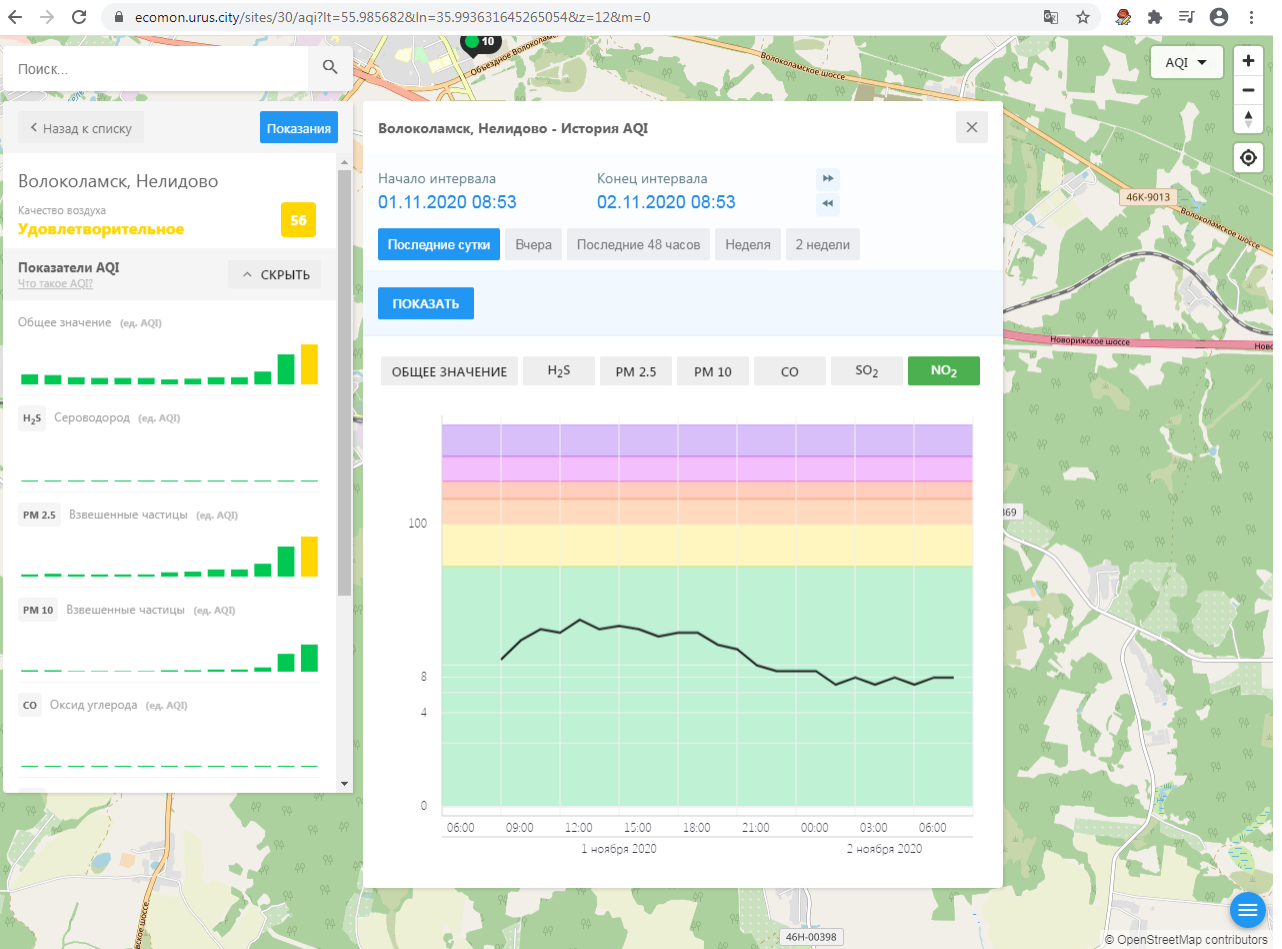 ecomon.urus.city/sites/30/aqi?lt=55.985682&ln=35.993631645265054&z=12&m=0
10
Объездное Волокола
Волоколамское шоссе
Поиск...
AQI
Назад к списку
Показания
Волоколамск, Нелидово
Качество воздуха
Удовлетворительное
56
Показатели AQI
Что такое AQI?
СКРЫТЬ
Общее значение (ед. AQI)
H₂S Сероводород (ед. AQI)
PM 2.5 Взвешенные частицы (ед. AQI)
PM 10 Взвешенные частицы (ед. AQI)
CO Оксид углерода (ед. AQI)
Волоколамск, Нелидово - История AQI
Начало интервала
01.11.2020 08:53
Конец интервала
02.11.2020 08:53
Последние сутки
Вчера
Последние 48 часов
Неделя
2 недели
ПОКАЗАТЬ
ОБЩЕЕ ЗНАЧЕНИЕ
H₂S
PM 2.5
PM 10
CO
SO₂
NO₂
100
8
4
0
06:00 09:00 12:00 15:00 18:00 21:00 00:00 03:00 06:00
1 ноября 2020 2 ноября 2020
46К-9013
Волоколамское шоссе
Новорижское шоссе
Ново
369
вское шоссе
46Н-00398
© OpenStreetMap contributors